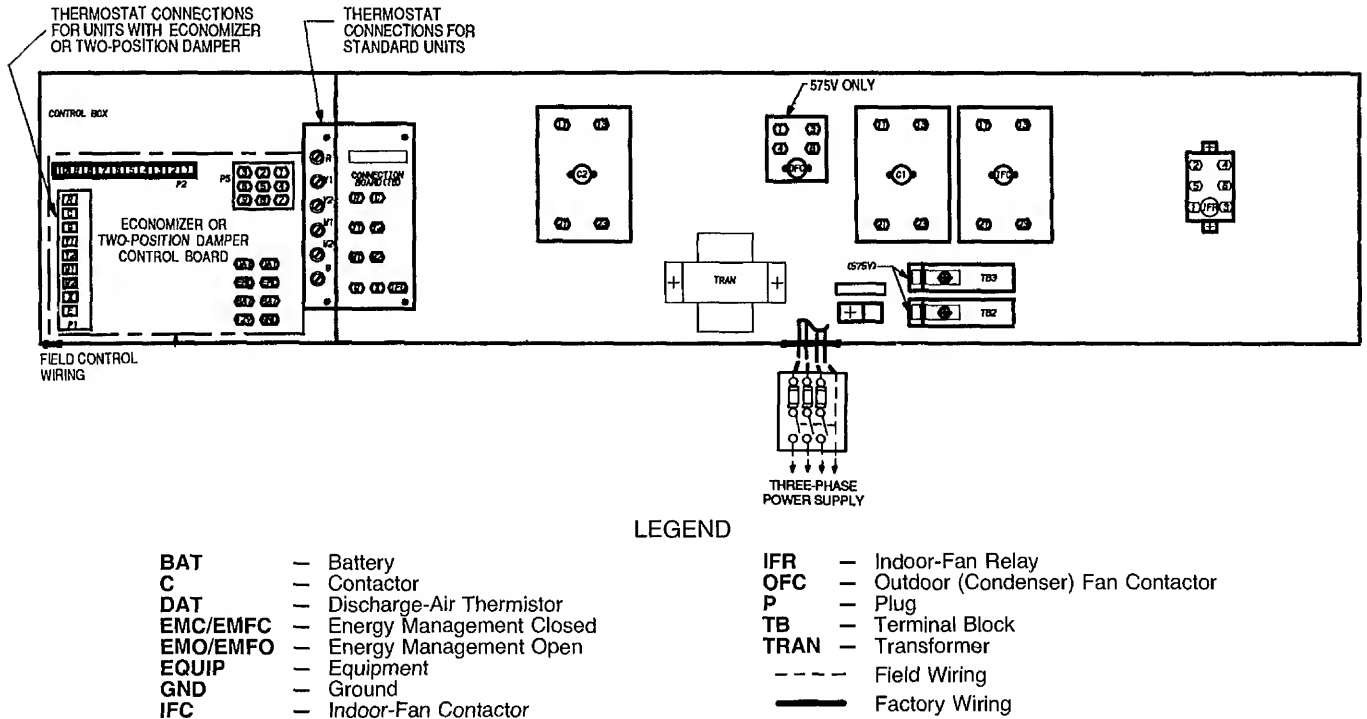 THERMOSTAT CONNECTIONS
FOR UNITS WITH ECONOMIZER
OR TWO-POSITION DAMPER
THERMOSTAT
CONNECTIONS FOR
STANDARD UNITS
575V ONLY
CONTROL BOX
P2
P5
P1
ECONOMIZER OR
TWO-POSITION DAMPER
CONTROL BOARD
R
Y1
Y2
W1
W2
CONNECTION
C2
OFC
C1
IFC
IFR
TRAN
(575V)
TB3
TB2
FIELD CONTROL
WIRING
THREE-PHASE
POWER SUPPLY
LEGEND
BAT – Battery
C – Contactor
DAT – Discharge-Air Thermistor
EMC/EMFC – Energy Management Closed
EMO/EMFO – Energy Management Open
EQUIP – Equipment
GND – Ground
IFC – Indoor-Fan Contactor
IFR – Indoor-Fan Relay
OFC – Outdoor (Condenser) Fan Contactor
P – Plug
TB – Terminal Block
TRAN – Transformer
Field Wiring
Factory Wiring